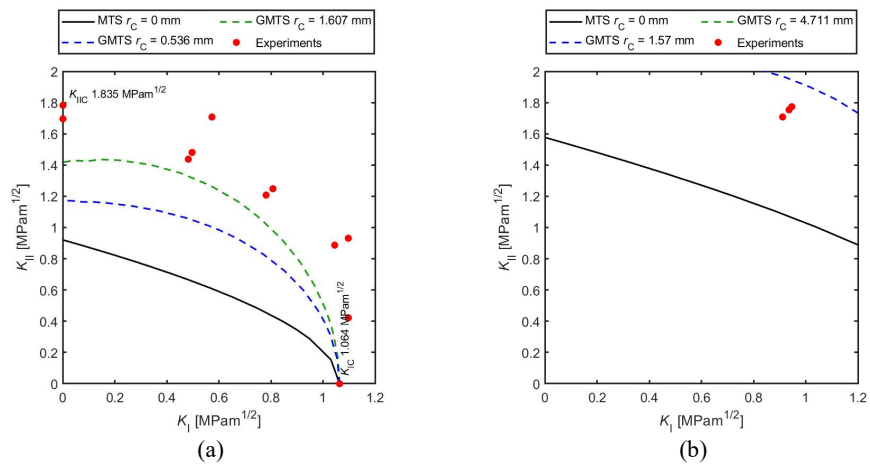 MTS r_C = 0 mm
GMTS r_C = 1.607 mm
GMTS r_C = 0.536 mm
Experiments
2
1.8
1.6
1.4
1.2
1
0.8
0.6
0.4
0.2
0
K_II [MPam^1/2]
K_IIC 1.835 MPam^1/2
K_IC 1.064 MPam^1/2
0
0.2
0.4
0.6
0.8
1
1.2
K_I [MPam^1/2]
(a)
MTS r_C = 0 mm
GMTS r_C = 4.711 mm
GMTS r_C = 1.57 mm
Experiments
2
1.8
1.6
1.4
1.2
1
0.8
0.6
0.4
0.2
0
K_II [MPam^1/2]
0
0.2
0.4
0.6
0.8
1
1.2
K_I [MPam^1/2]
(b)